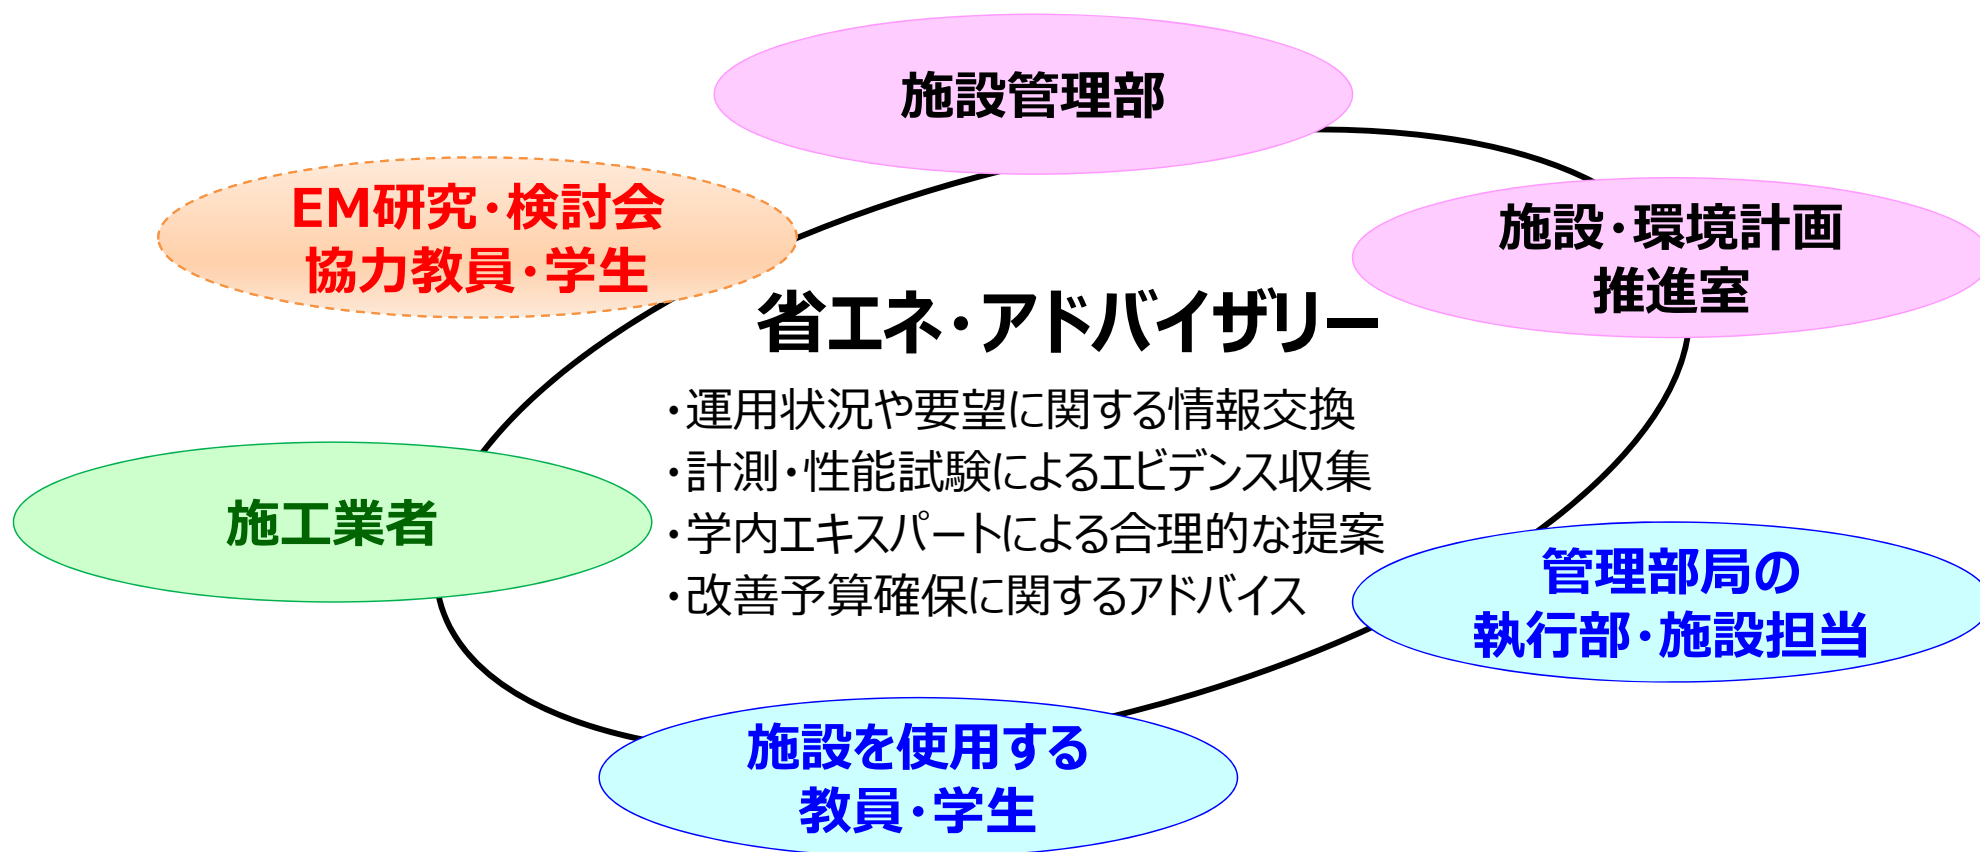 施設管理部
EM研究・検討会
協力教員・学生
施設・環境計画
推進室
省エネ・アドバイザリー
・運用状況や要望に関する情報交換
・計測・性能試験によるエビデンス収集
・学内エキスパートによる合理的な提案
・改善予算確保に関するアドバイス
施工業者
管理部局の
執行部・施設担当
施設を使用する
教員・学生